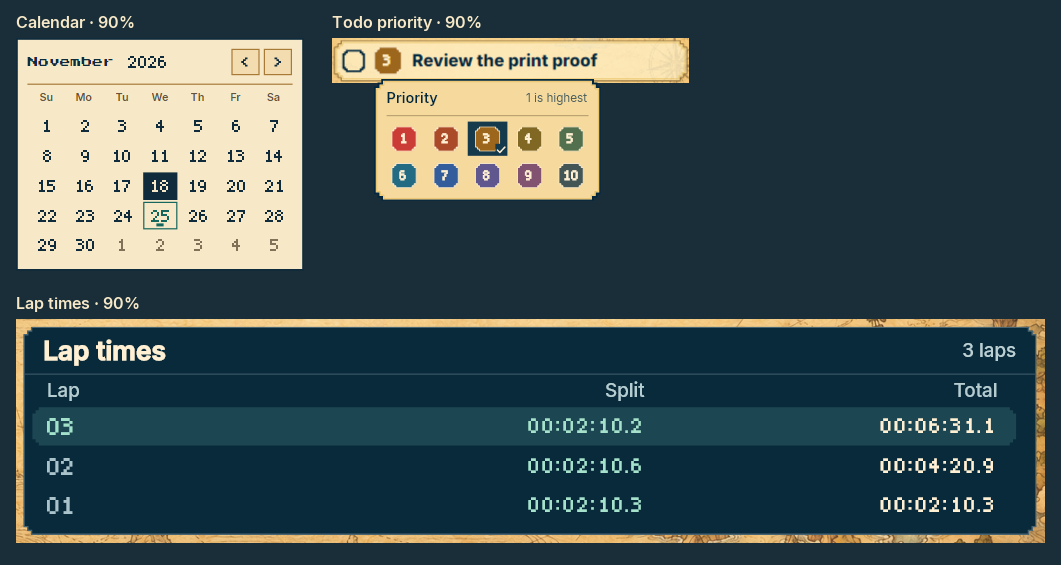 Calendar · 90%
November 2026
< >
Su Mo Tu We Th Fr Sa
1 2 3 4 5 6 7
8 9 10 11 12 13 14
15 16 17 18 19 20 21
22 23 24 25 26 27 28
29 30 1 2 3 4 5
Todo priority · 90%
3 Review the print proof
Priority 1 is highest
1 2 3 4 5
6 7 8 9 10
Lap times · 90%
Lap times 3 laps
Lap Split Total
03 00:02:10.2 00:06:31.1
02 00:02:10.6 00:04:20.9
01 00:02:10.3 00:02:10.3